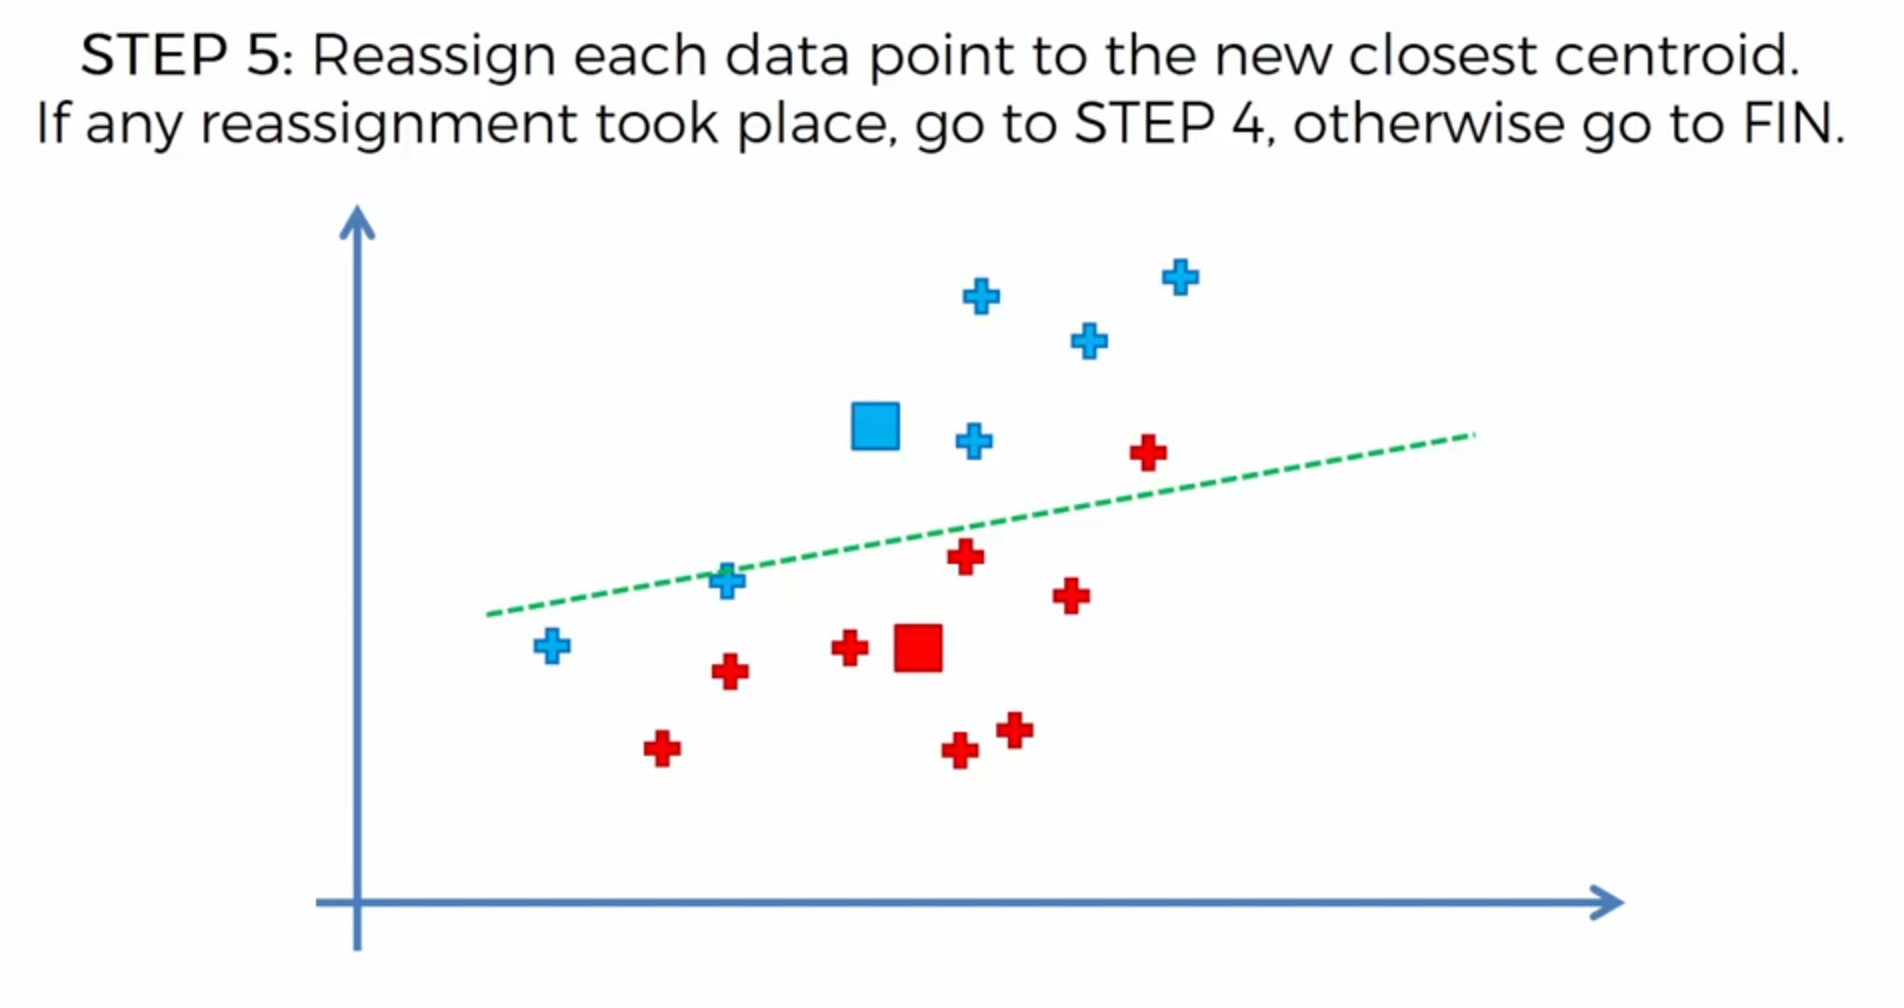 STEP 5: Reassign each data point to the new closest centroid.
If any reassignment took place, go to STEP 4, otherwise go to FIN.